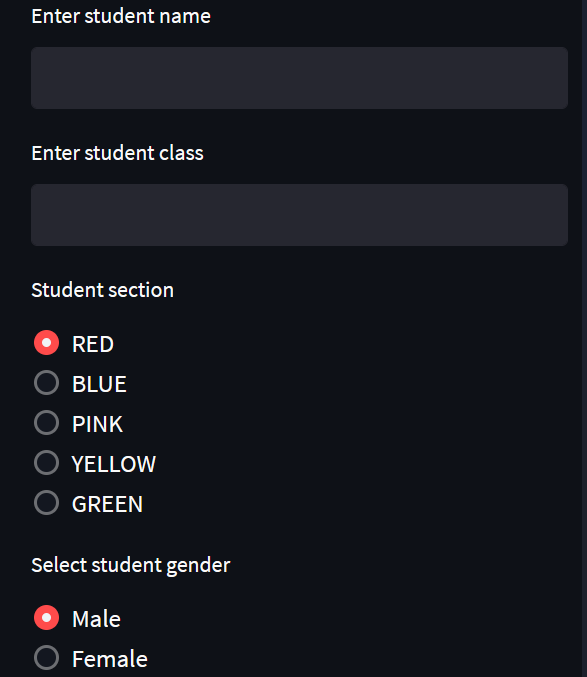 Enter student name
Enter student class
Student section
RED
BLUE
PINK
YELLOW
GREEN
Select student gender
Male
Female